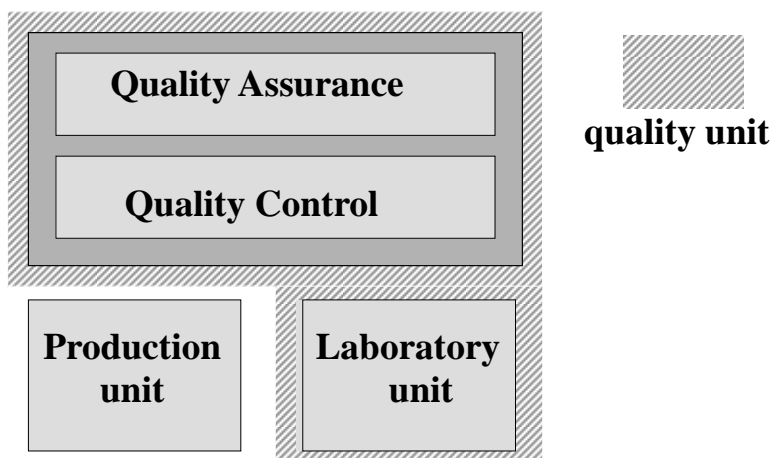 Quality Assurance
quality unit
Quality Control
Production
unit
Laboratory
unit